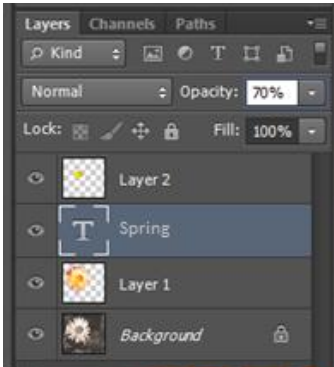 Layers Channels Paths
Kind T
Normal Opacity: 70%
Lock: Fill: 100%
Layer 2
T Spring
Layer 1
Background